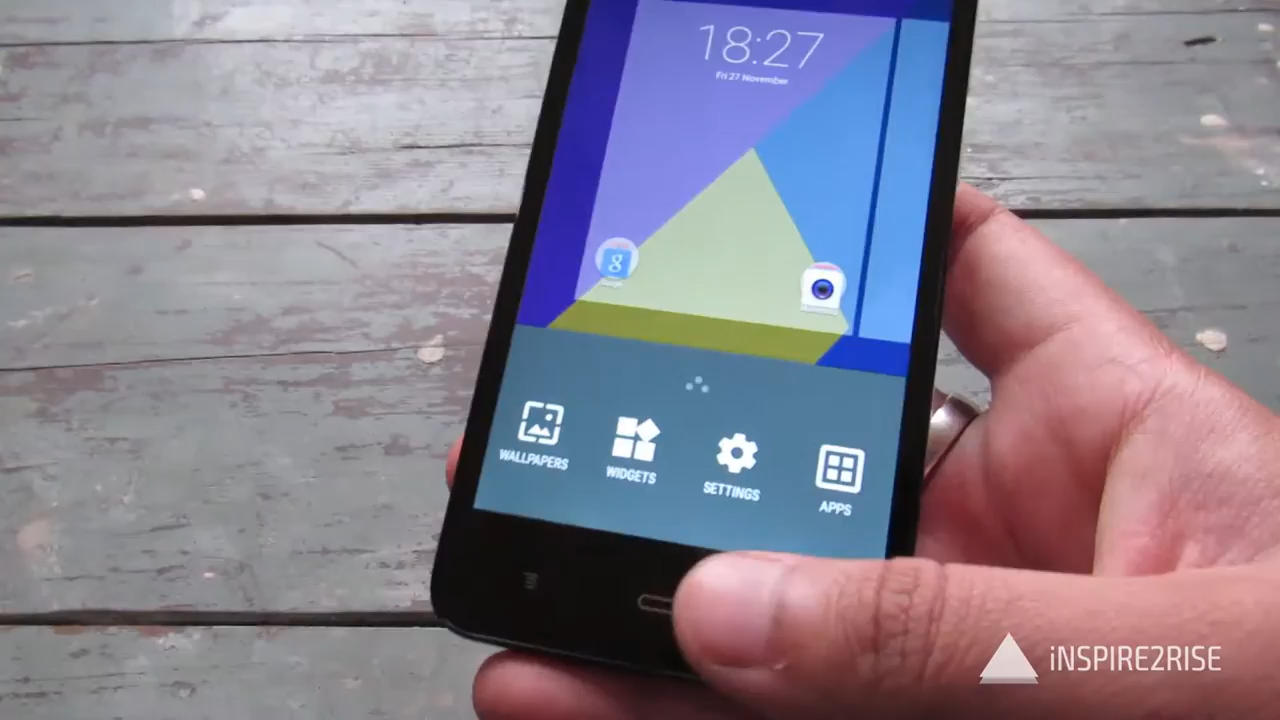 18:27
Fri 27 November
g
WALLPAPERS
WIDGETS
SETTINGS
APPS
iNSPIRE2RISE